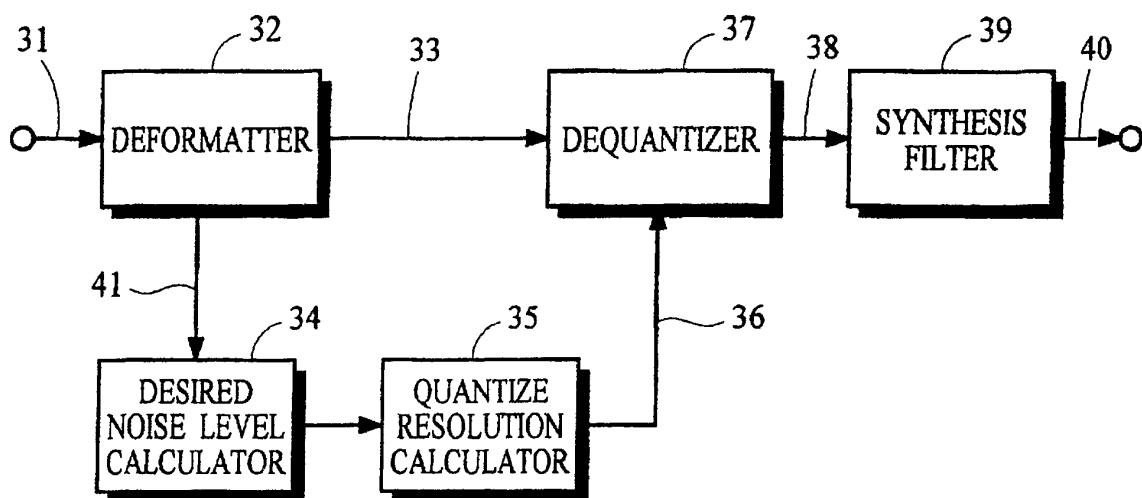 31
32
33
37
38
39
40
DEFORMATTER
DEQUANTIZER
SYNTHESIS
FILTER
41
34
35
36
DESIRED
NOISE LEVEL
CALCULATOR
QUANTIZE
RESOLUTION
CALCULATOR